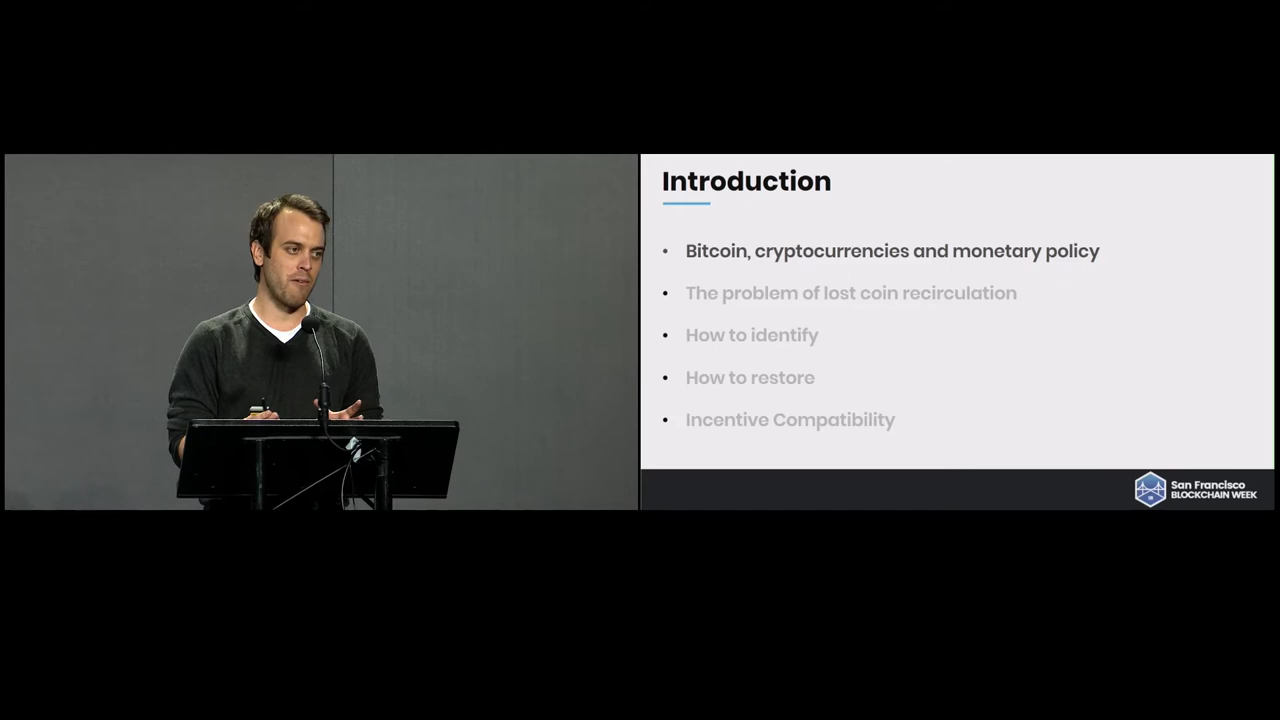 Introduction
• Bitcoin, cryptocurrencies and monetary policy
• The problem of lost coin recirculation
• How to identify
• How to restore
• Incentive Compatibility
San Francisco
BLOCKCHAIN WEEK